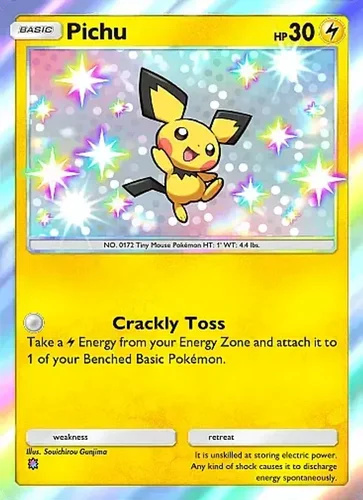 BASIC Pichu HP 30
NO. 0172 Tiny Mouse Pokémon HT: 1' WT: 4.4 lbs.
Crackly Toss
Take a Energy from your Energy Zone and attach it to
1 of your Benched Basic Pokémon.
weakness
retreat
Illus. Souichirou Gunjima
It is unskilled at storing electric power.
Any kind of shock causes it to discharge
energy spontaneously.